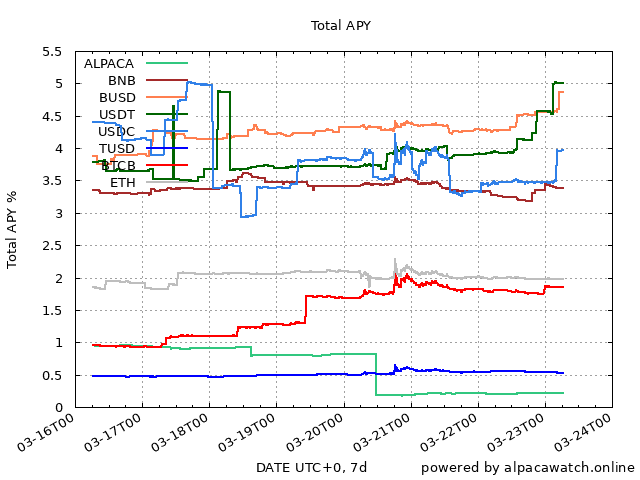 Total APY
Total APY %
5.5
5
4.5
4
3.5
3
2.5
2
1.5
1
0.5
0
ALPACA
BNB
BUSD
USDT
USDC
TUSD
BTCB
ETH
03-16T00
03-17T00
03-18T00
03-19T00
03-20T00
03-21T00
03-22T00
03-23T00
03-24T00
DATE UTC+0, 7d
powered by alpacawatch.online